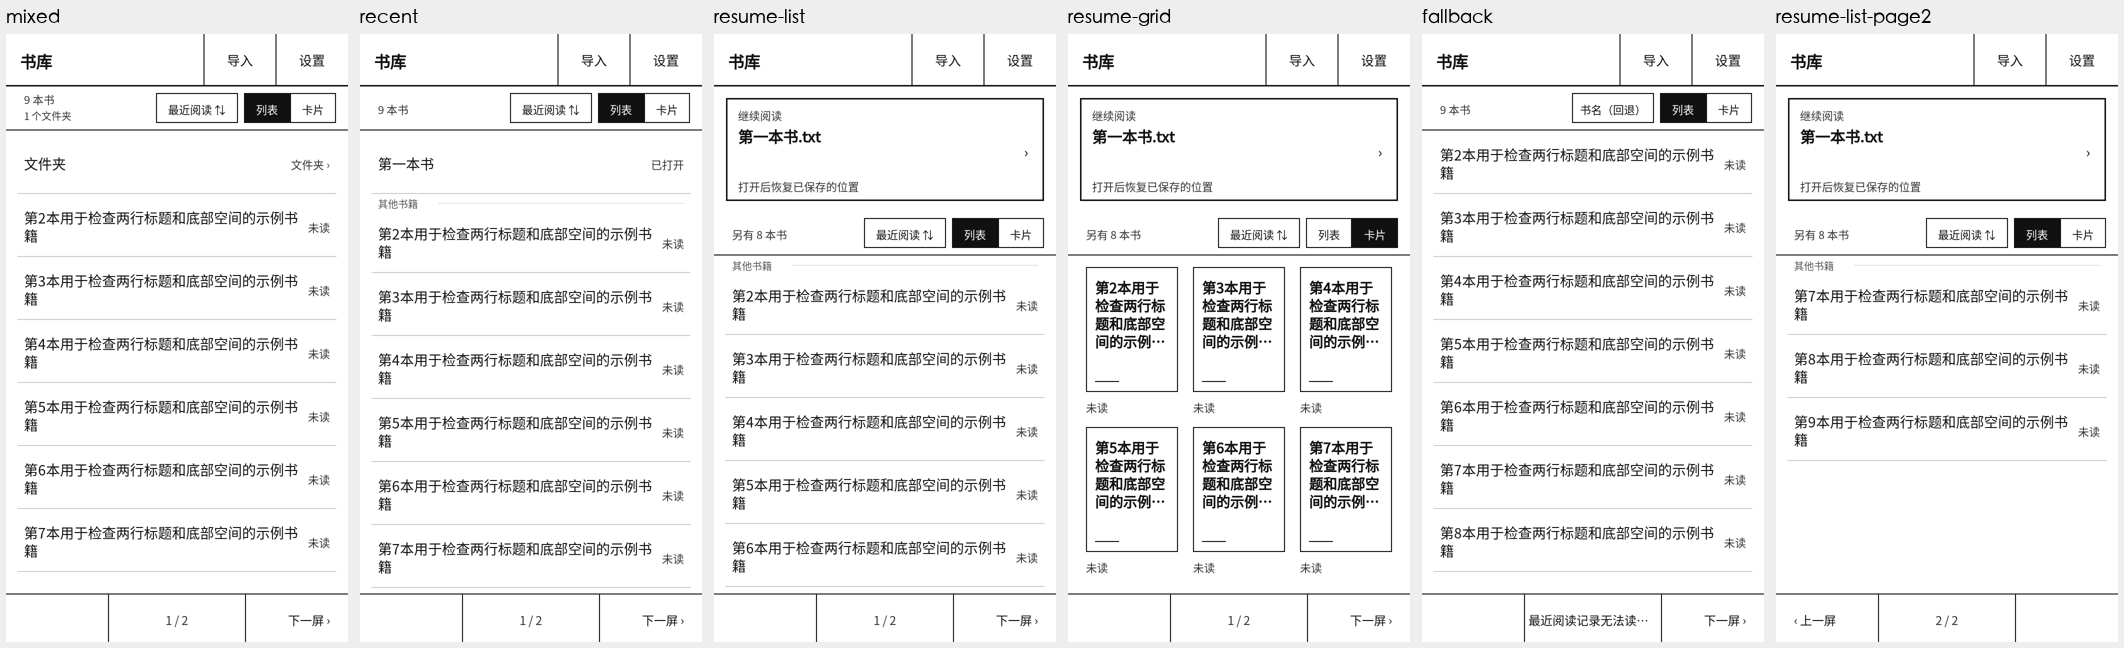 mixed
书库
导入
设置
9 本书
1 个文件夹
最近阅读 ⇅
列表
卡片
文件夹
文件夹 ›
第2本用于检查两行标题和底部空间的示例书
籍
未读
第3本用于检查两行标题和底部空间的示例书
籍
未读
第4本用于检查两行标题和底部空间的示例书
籍
未读
第5本用于检查两行标题和底部空间的示例书
籍
未读
第6本用于检查两行标题和底部空间的示例书
籍
未读
第7本用于检查两行标题和底部空间的示例书
籍
未读
1 / 2
下一屏 ›
recent
书库
导入
设置
9 本书
最近阅读 ⇅
列表
卡片
第一本书
已打开
其他书籍
第2本用于检查两行标题和底部空间的示例书
籍
未读
第3本用于检查两行标题和底部空间的示例书
籍
未读
第4本用于检查两行标题和底部空间的示例书
籍
未读
第5本用于检查两行标题和底部空间的示例书
籍
未读
第6本用于检查两行标题和底部空间的示例书
籍
未读
第7本用于检查两行标题和底部空间的示例书
籍
未读
1 / 2
下一屏 ›
resume-list
书库
导入
设置
继续阅读
第一本书.txt
›
打开后恢复已保存的位置
另有 8 本书
最近阅读 ⇅
列表
卡片
其他书籍
第2本用于检查两行标题和底部空间的示例书
籍
未读
第3本用于检查两行标题和底部空间的示例书
籍
未读
第4本用于检查两行标题和底部空间的示例书
籍
未读
第5本用于检查两行标题和底部空间的示例书
籍
未读
第6本用于检查两行标题和底部空间的示例书
籍
未读
1 / 2
下一屏 ›
resume-grid
书库
导入
设置
继续阅读
第一本书.txt
›
打开后恢复已保存的位置
另有 8 本书
最近阅读 ⇅
列表
卡片
第2本用于
检查两行标
题和底部空
间的示例…
未读
第3本用于
检查两行标
题和底部空
间的示例…
未读
第4本用于
检查两行标
题和底部空
间的示例…
未读
第5本用于
检查两行标
题和底部空
间的示例…
未读
第6本用于
检查两行标
题和底部空
间的示例…
未读
第7本用于
检查两行标
题和底部空
间的示例…
未读
1 / 2
下一屏 ›
fallback
书库
导入
设置
9 本书
书名（回退）
列表
卡片
第2本用于检查两行标题和底部空间的示例书
籍
未读
第3本用于检查两行标题和底部空间的示例书
籍
未读
第4本用于检查两行标题和底部空间的示例书
籍
未读
第5本用于检查两行标题和底部空间的示例书
籍
未读
第6本用于检查两行标题和底部空间的示例书
籍
未读
第7本用于检查两行标题和底部空间的示例书
籍
未读
第8本用于检查两行标题和底部空间的示例书
籍
未读
最近阅读记录无法读…
下一屏 ›
resume-list-page2
书库
导入
设置
继续阅读
第一本书.txt
›
打开后恢复已保存的位置
另有 8 本书
最近阅读 ⇅
列表
卡片
其他书籍
第7本用于检查两行标题和底部空间的示例书
籍
未读
第8本用于检查两行标题和底部空间的示例书
籍
未读
第9本用于检查两行标题和底部空间的示例书
籍
未读
‹ 上一屏
2 / 2